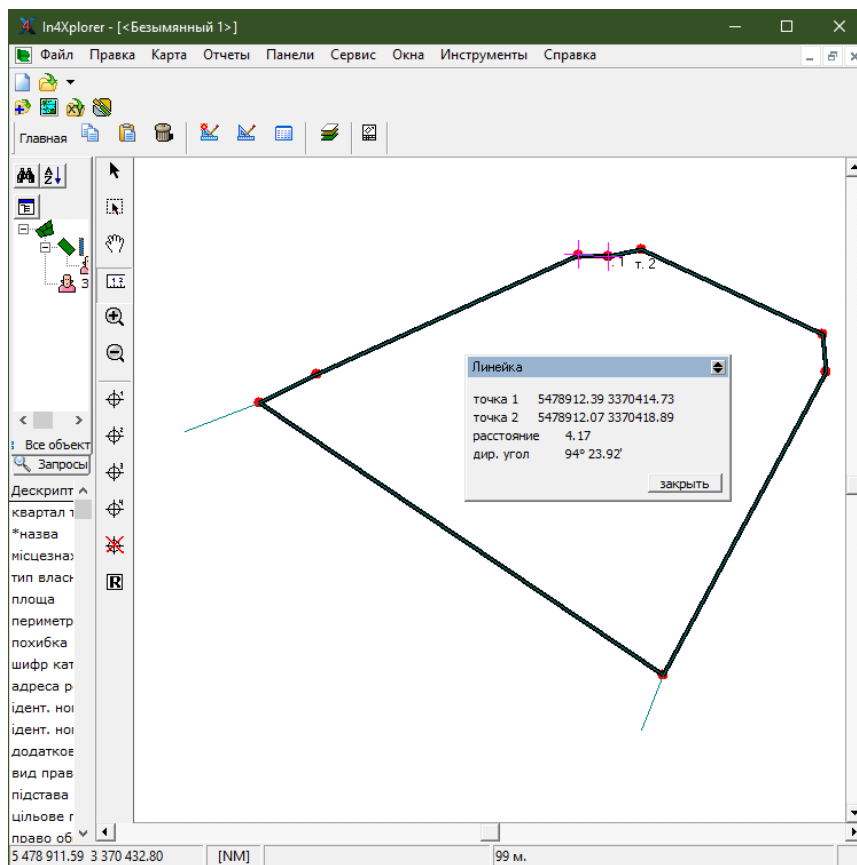 In4Xplorer - [<Безымянный 1>]
Файл Правка Карта Отчеты Панели Сервис Окна Инструменты Справка
Главная
1 т. 2
3
Линейка
точка 1 5478912.39 3370414.73
точка 2 5478912.07 3370418.89
расстояние 4.17
дир. угол 94° 23.92'
закрыть
Все объект
Запросы
Дескрипт
квартал т
*назва
місцезнах
тип власн
площа
периметр
похибка
шифр кат
адреса р
ідент. но
ідент. но
додатков
вид прав
підстава
цільове г
право об
5 478 911.59 3 370 432.80 [NM] 99 м.